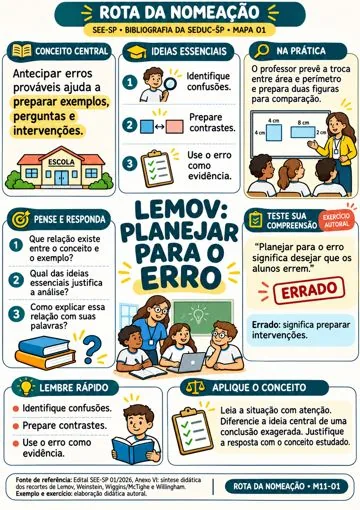 ROTA DA NOMEAÇÃO
SEE-SP • BIBLIOGRAFIA DA SEDUC-SP • MAPA 01
CONCEITO CENTRAL
Antecipar erros
prováveis ajuda a
preparar exemplos,
perguntas e
intervenções.
ESCOLA
IDEIAS ESSENCIAIS
1
Identifique
confusões.
2
Prepare
contrastes.
3
Use o erro
como
evidência.
NA PRÁTICA
O professor prevê a troca
entre área e perímetro
e prepara duas figuras
para comparação.
4 cm
4 cm
8 cm
2 cm
PENSE E RESPONDA
1
Que relação existe
entre o conceito e
o exemplo?
2
Qual das ideias
essenciais justifica
a análise?
3
Como explicar essa
relação com suas
palavras?
?
LEMOV:
PLANEJAR
PARA O
ERRO
TESTE SUA
COMPREENSÃO
EXERCÍCIO
AUTORAL
"Planejar para o erro
significa desejar que os
alunos errem."
ERRADO
Errado: significa preparar
intervenções.
LEMBRE RÁPIDO
Identifique confusões.
Prepare contrastes.
Use o erro como
evidência.
APLIQUE O CONCEITO
Leia a situação com atenção.
Diferencie a ideia central de uma
conclusão exagerada. Justifique
a resposta com o conceito estudado.
Fonte de referência: Edital SEE-SP 01/2026, Anexo VI: síntese didática
dos recortes de Lemov, Weinstein, Wiggins/McTighe e Willingham.
Exemplo e exercício: elaboração didática autoral.
ROTA DA NOMEAÇÃO • M11-01